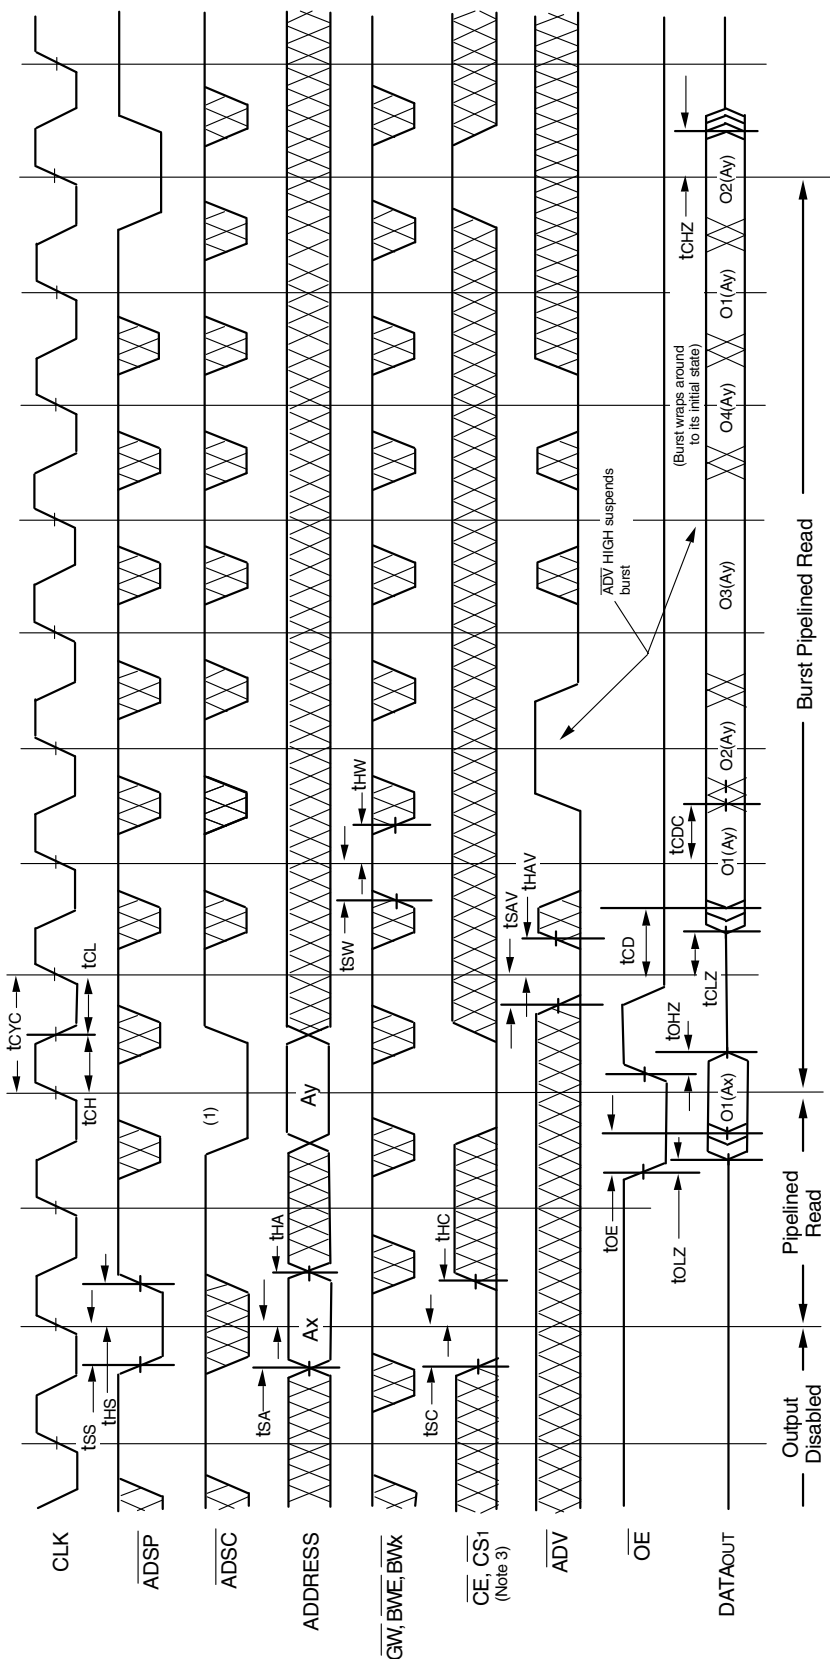 CLK
tCYC
tCH
tCL
tSS
tHS
ADSP
ADSC
(1)
ADDRESS
Ax
Ay
tSA
tHA
GW, BWE, BWx
tSW
tHW
CE, CS1
(Note 3)
tSC
tHC
ADV
tSAV
tHAV
ADV HIGH suspends
burst
OE
tOE
tOHZ
tCD
tOLZ
tCLZ
tCDC
(Burst wraps around
to its initial state)
tCHZ
DATAOUT
O1(Ax)
O1(Ay)
O2(Ay)
O3(Ay)
O4(Ay)
O1(Ay)
O2(Ay)
Output
Disabled
Pipelined
Read
Burst Pipelined Read